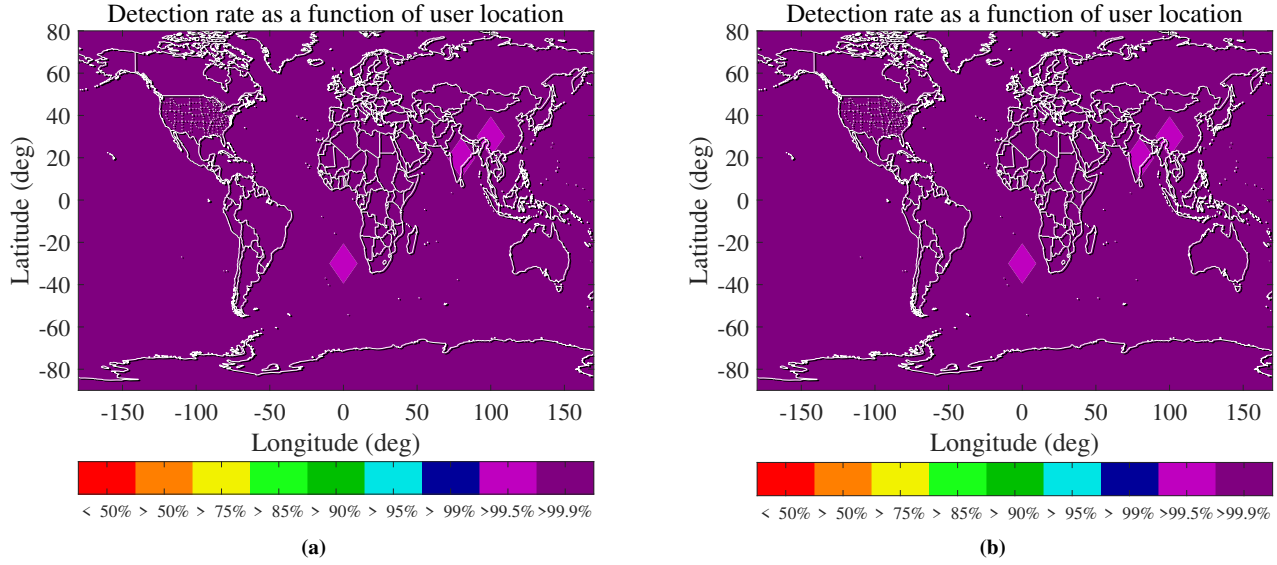 Detection rate as a function of user location
80
60
40
20
0
-20
-40
-60
-80
Latitude (deg)
-150 -100 -50 0 50 100 150
Longitude (deg)
< 50% > 50% > 75% > 85% > 90% > 95% > 99% >99.5% >99.9%
(a)
Detection rate as a function of user location
80
60
40
20
0
-20
-40
-60
-80
Latitude (deg)
-150 -100 -50 0 50 100 150
Longitude (deg)
< 50% > 50% > 75% > 85% > 90% > 95% > 99% >99.5% >99.9%
(b)